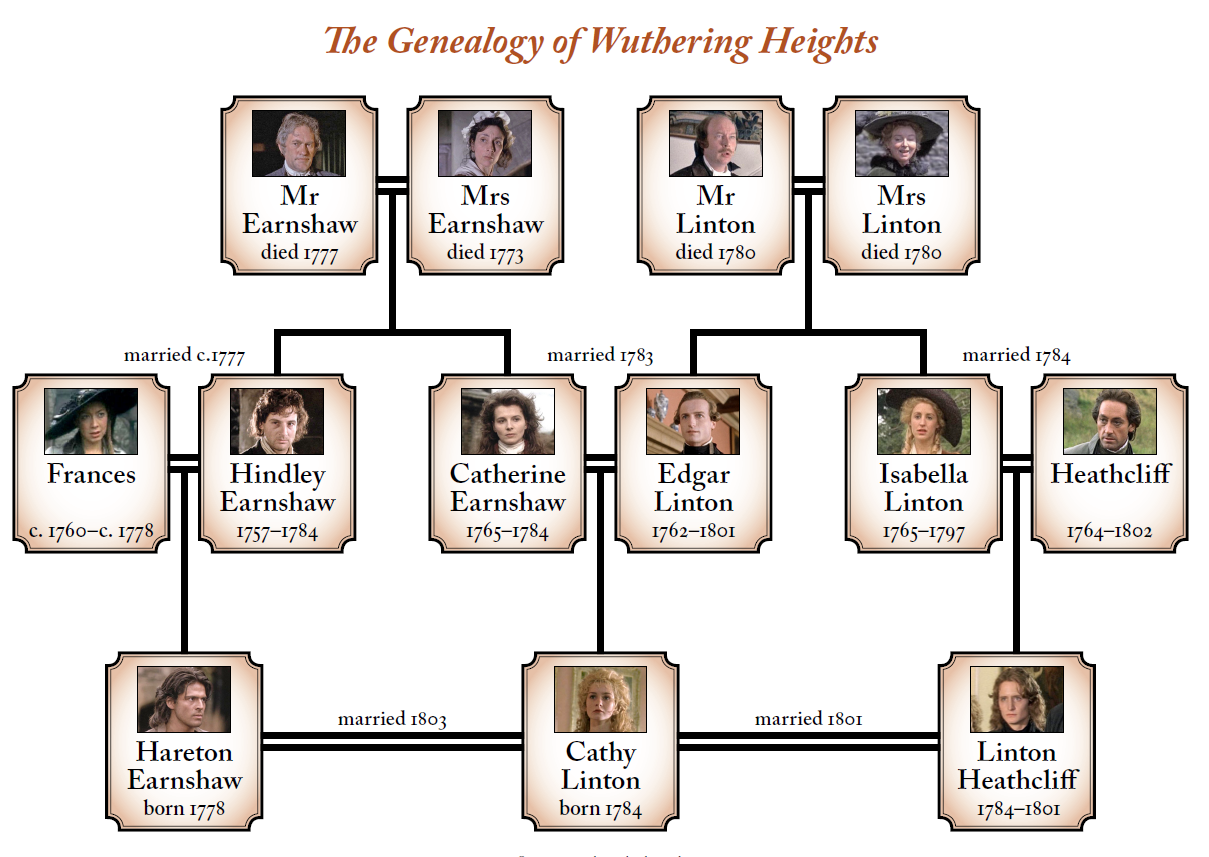 The Genealogy of Wuthering Heights
Mr
Earnshaw
died 1777
Mrs
Earnshaw
died 1773
Mr
Linton
died 1780
Mrs
Linton
died 1780
married c.1777
married 1783
married 1784
Frances
c. 1760–c. 1778
Hindley
Earnshaw
1757–1784
Catherine
Earnshaw
1765–1784
Edgar
Linton
1762–1801
Isabella
Linton
1765–1797
Heathcliff
1764–1802
married 1803
married 1801
Hareton
Earnshaw
born 1778
Cathy
Linton
born 1784
Linton
Heathcliff
1784–1801